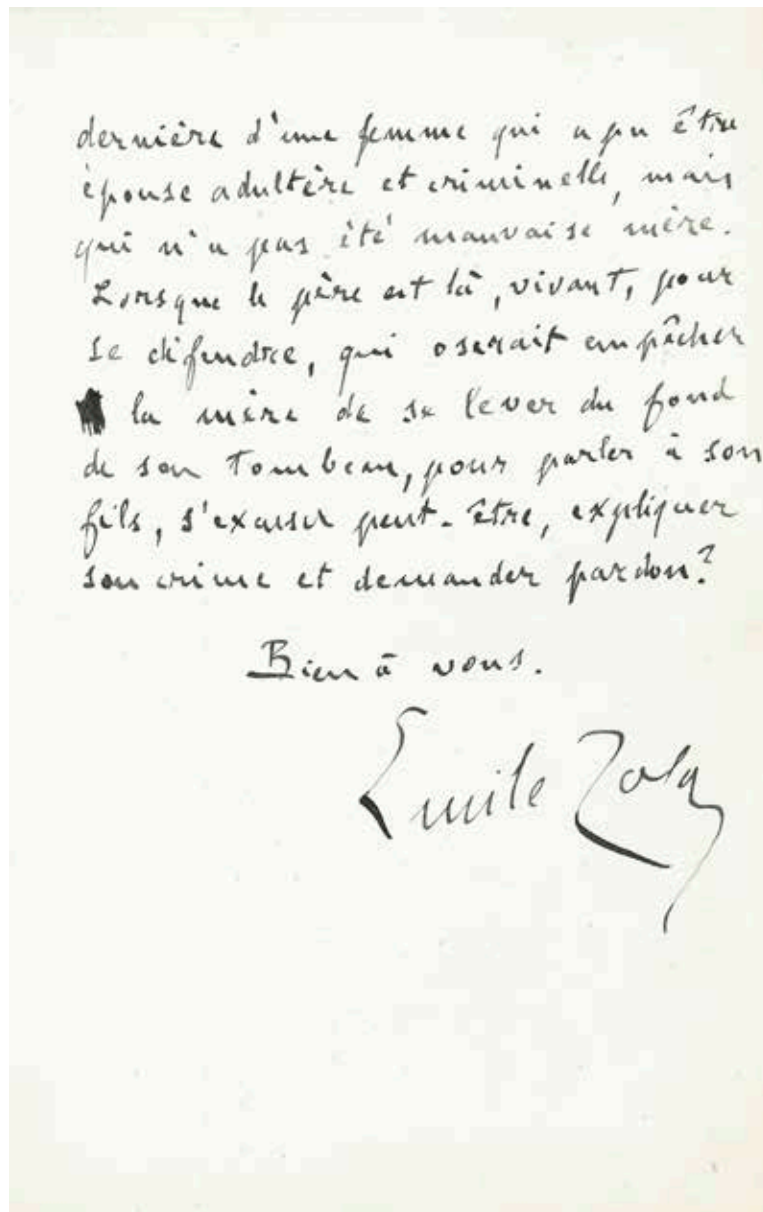 dernière d'une femme qui a pu être
épouse adultère et criminelle, mais
qui n'a pas été mauvaise mère.
Lorsque le père est là, vivant, pour
se défendre, qui oserait empêcher
la mère de se lever du fond
de son tombeau, pour parler à son
fils, s'excuser peut-être, expliquer
son crime et demander pardon?
Bien à vous.
Emile Zola